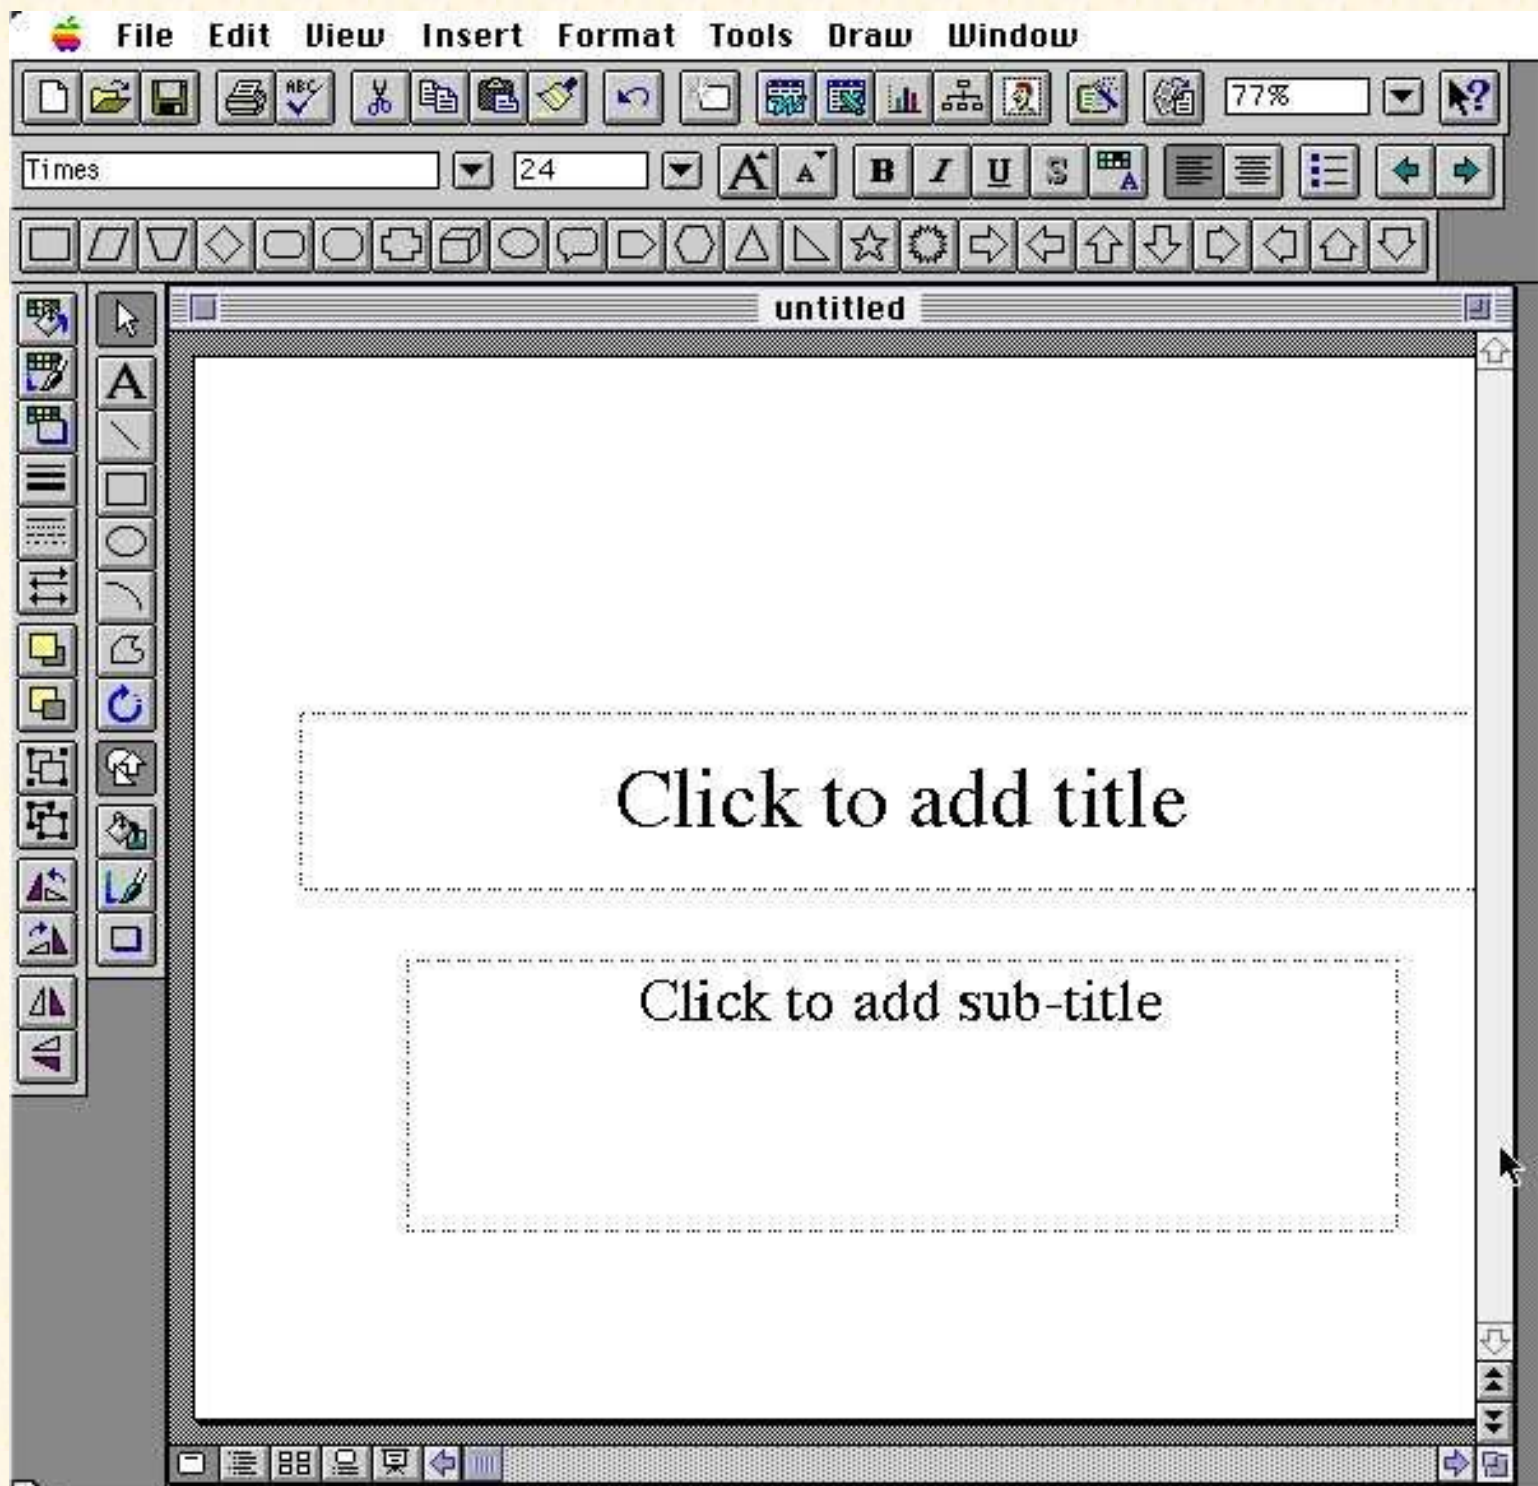 File Edit View Insert Format Tools Draw Window
ABC 77% ?
Times 24 A A B I U S A
untitled
A
Click to add title
Click to add sub-title